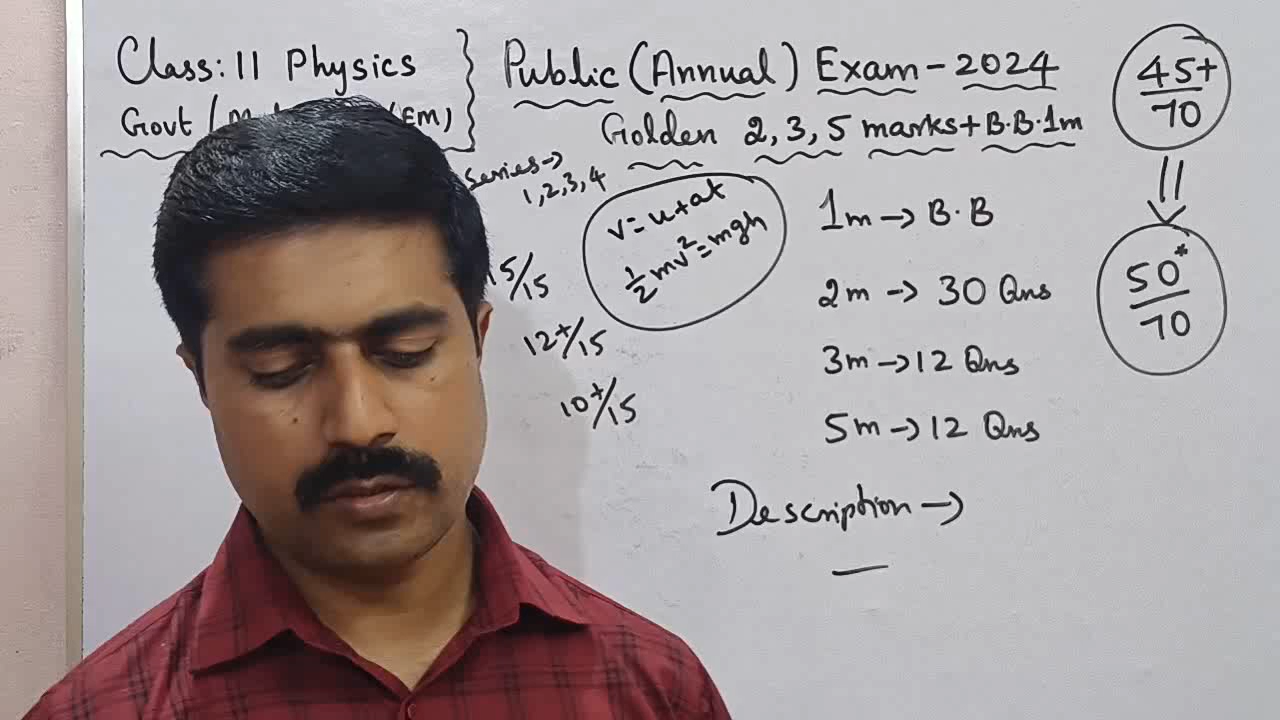 Class: 11 Physics
Govt / (EM)
Public (Annual) Exam - 2024
Golden 2, 3, 5 marks + B.B. 1m
45+/70
50*/70
series →
1, 2, 3, 4
v = u + at
1/2 mv² = mgh
15/15
12+/15
10+/15
1m → B.B
2m → 30 Qns
3m → 12 Qns
5m → 12 Qns
Description →